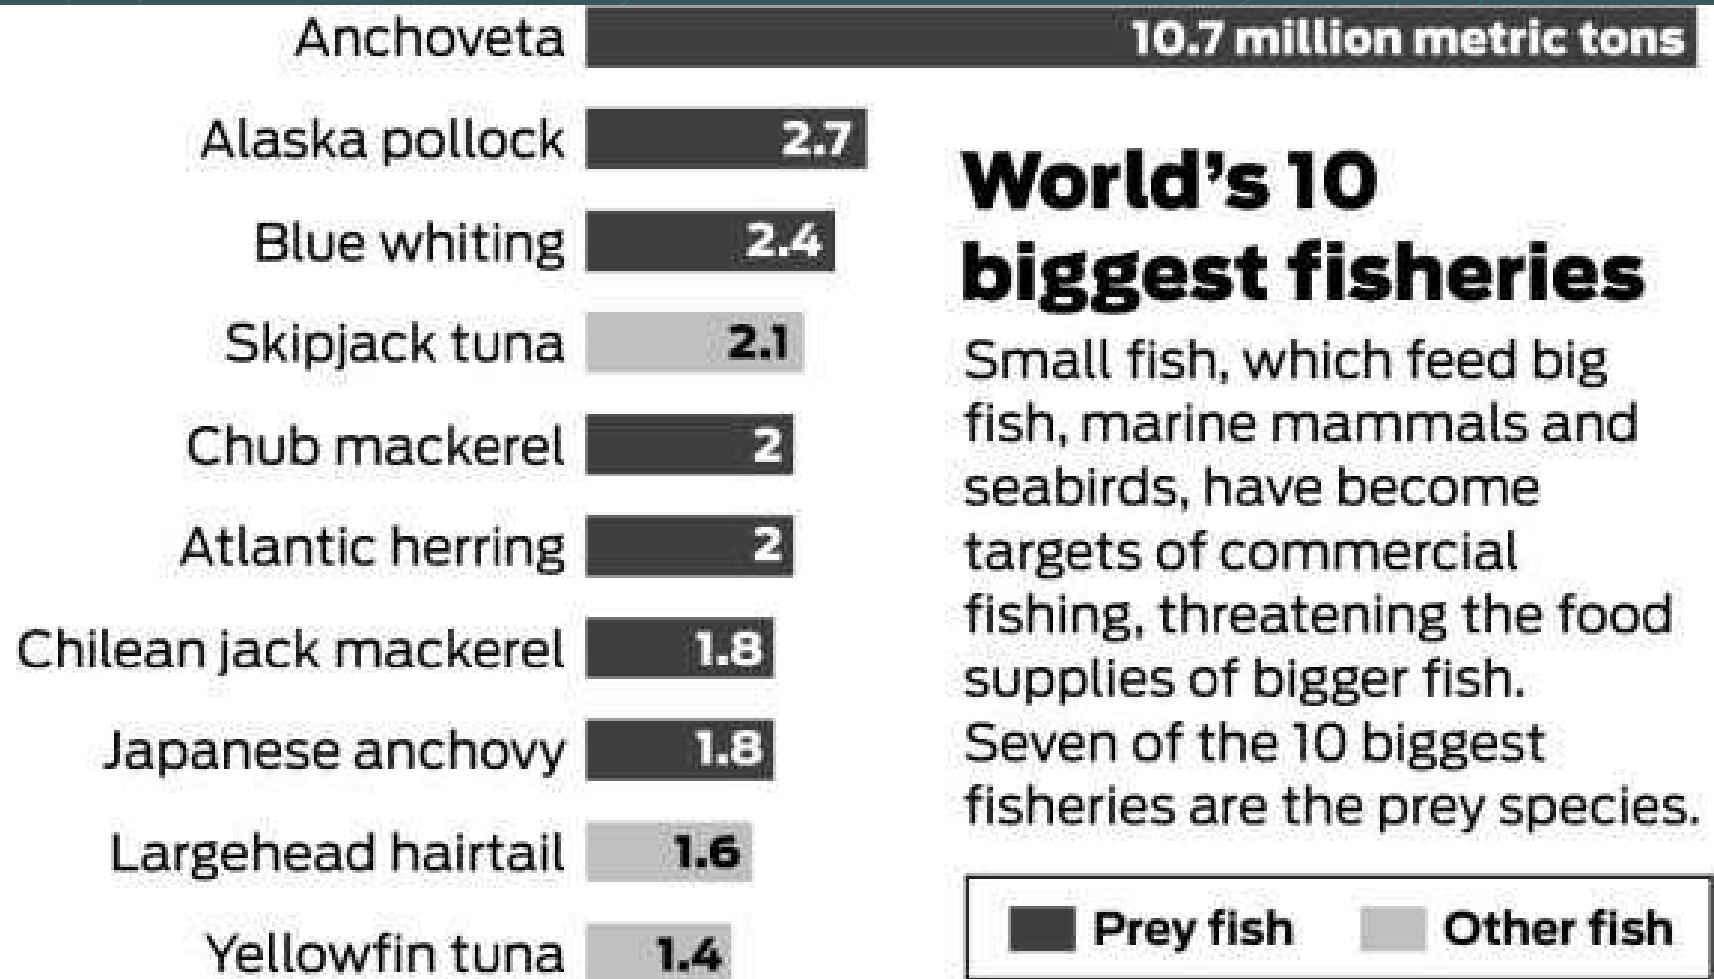 Anchoveta 10.7 million metric tons
Alaska pollock 2.7
Blue whiting 2.4
Skipjack tuna 2.1
Chub mackerel 2
Atlantic herring 2
Chilean jack mackerel 1.8
Japanese anchovy 1.8
Largehead hairtail 1.6
Yellowfin tuna 1.4
World's 10
biggest fisheries
Small fish, which feed big
fish, marine mammals and
seabirds, have become
targets of commercial
fishing, threatening the food
supplies of bigger fish.
Seven of the 10 biggest
fisheries are the prey species.
Prey fish Other fish